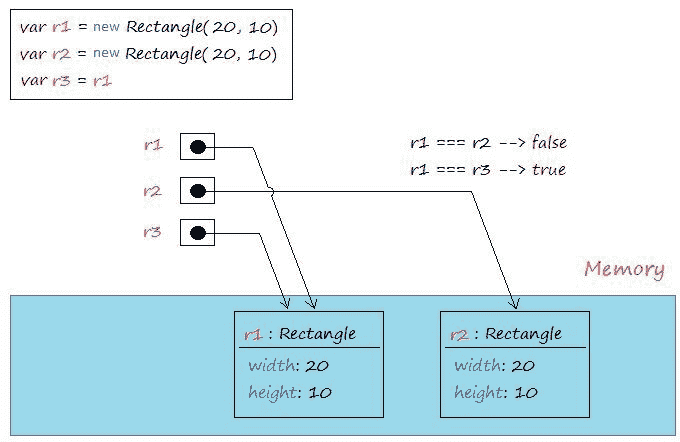 var r1 = new Rectangle( 20, 10)
var r2 = new Rectangle( 20, 10)
var r3 = r1
r1
r1 === r2 --> false
r1 === r3 --> true
r2
r3
Memory
r1 : Rectangle
width: 20
height: 10
r2 : Rectangle
width: 20
height: 10